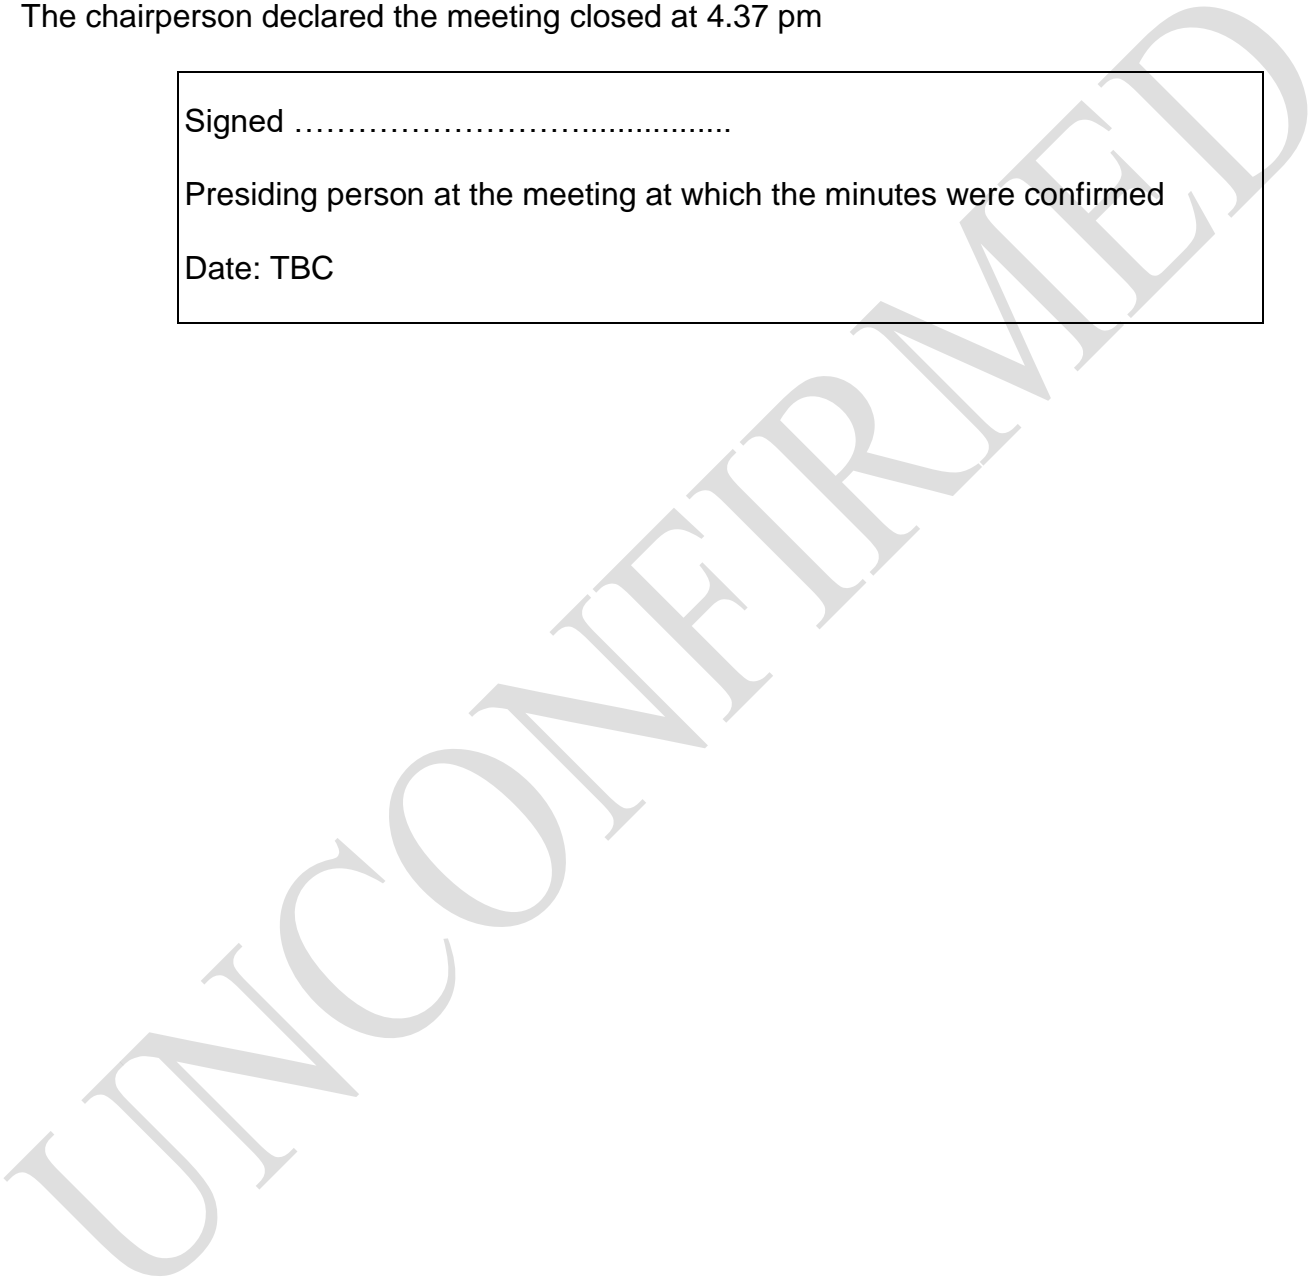 The chairperson declared the meeting closed at 4.37 pm
Signed ………………………..................
Presiding person at the meeting at which the minutes were confirmed
Date: TBC
UNCONFIRMED